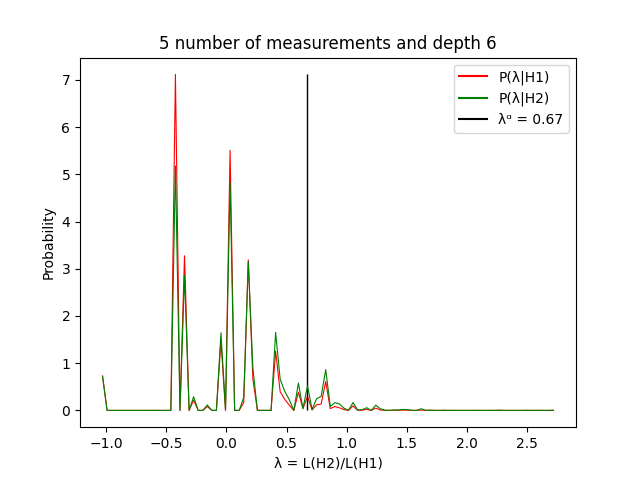 5 number of measurements and depth 6
P(λ|H1)
P(λ|H2)
λᵅ = 0.67
Probability
7
6
5
4
3
2
1
0
−1.0 −0.5 0.0 0.5 1.0 1.5 2.0 2.5
λ = L(H2)/L(H1)